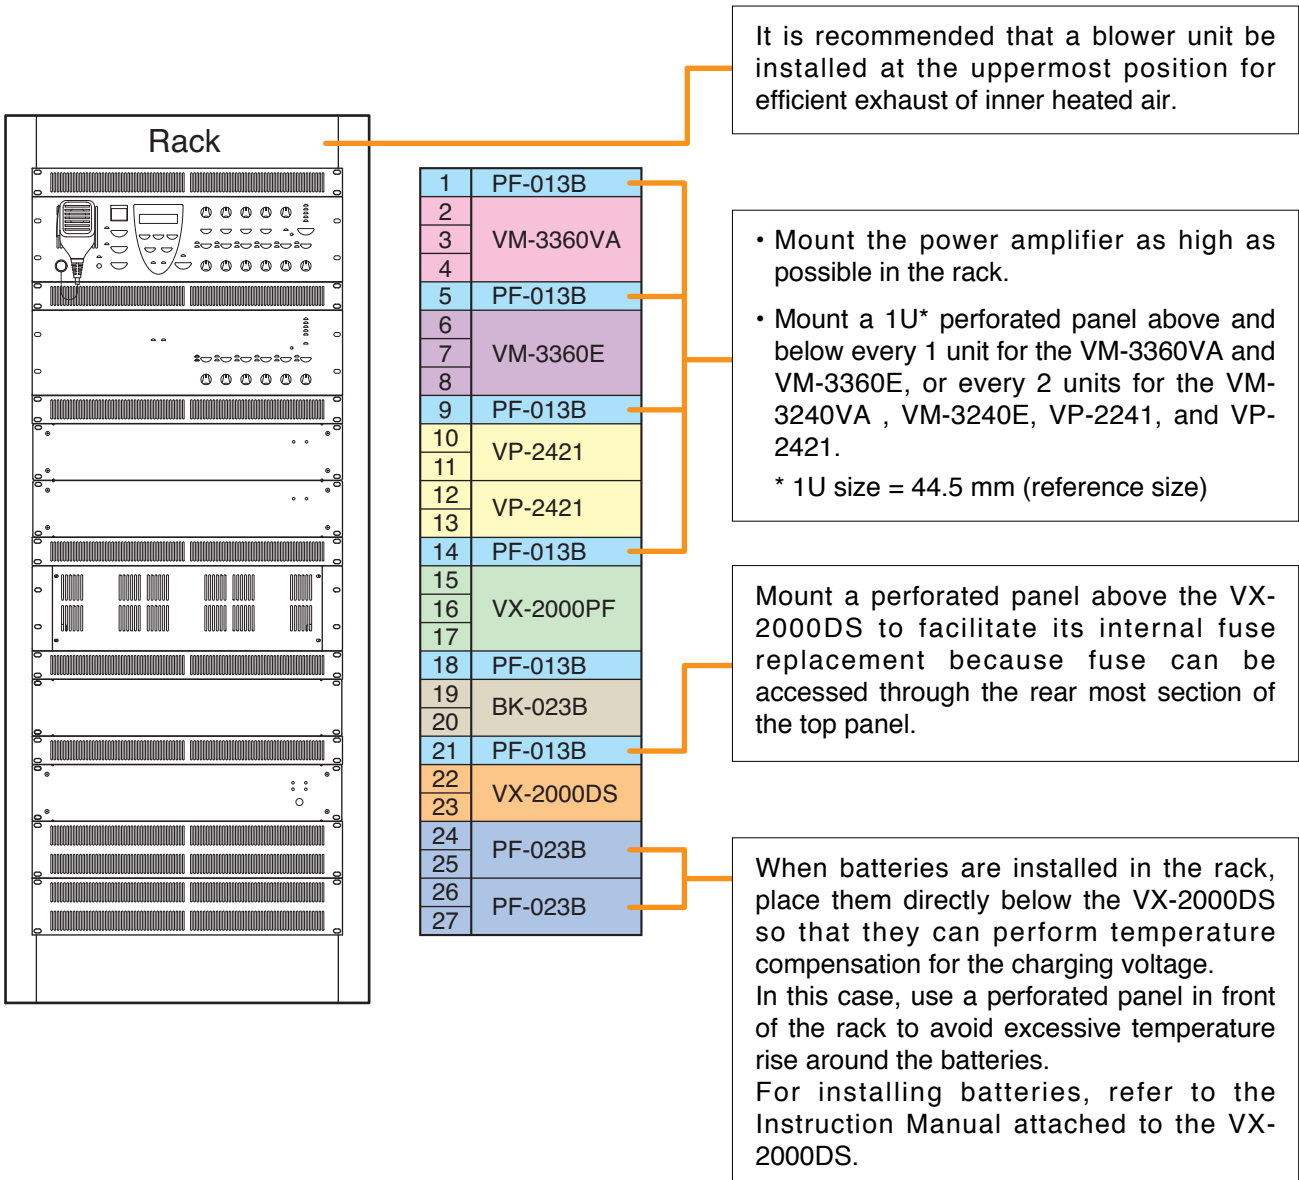 It is recommended that a blower unit be
installed at the uppermost position for
efficient exhaust of inner heated air.
Rack
1 PF-013B
2
3 VM-3360VA
4
5 PF-013B
6
7 VM-3360E
8
9 PF-013B
10
11
VP-2421
12
13
VP-2421
14 PF-013B
15
16 VX-2000PF
17
18 PF-013B
19
20
BK-023B
21 PF-013B
22
23
VX-2000DS
24
25
PF-023B
26
27
PF-023B
・Mount the power amplifier as high as
possible in the rack.
・Mount a 1U* perforated panel above and
below every 1 unit for the VM-3360VA and
VM-3360E, or every 2 units for the VM-
3240VA , VM-3240E, VP-2241, and VP-
2421.
* 1U size = 44.5 mm (reference size)
Mount a perforated panel above the VX-
2000DS to facilitate its internal fuse
replacement because fuse can be
accessed through the rear most section of
the top panel.
When batteries are installed in the rack,
place them directly below the VX-2000DS
so that they can perform temperature
compensation for the charging voltage.
In this case, use a perforated panel in front
of the rack to avoid excessive temperature
rise around the batteries.
For installing batteries, refer to the
Instruction Manual attached to the VX-
2000DS.